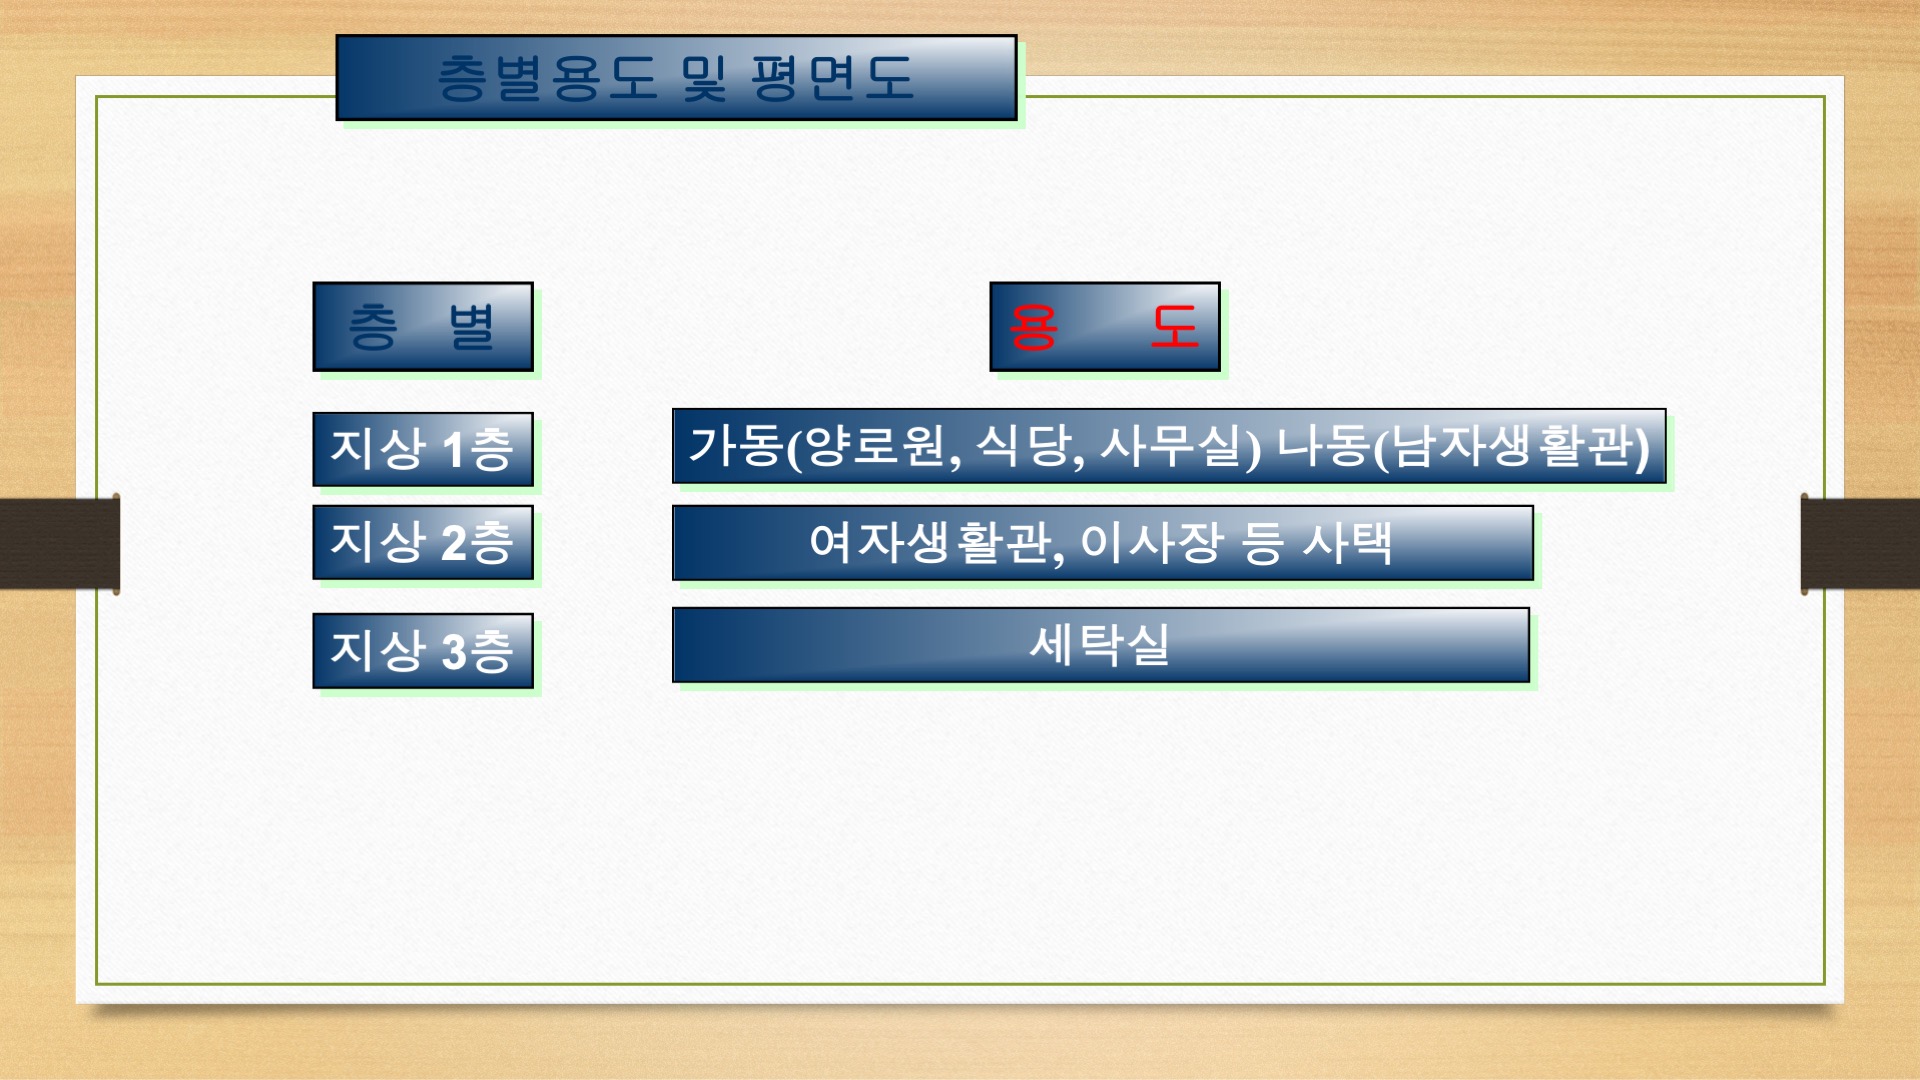 층별용도 및 평면도
층 별 용 도
지상 1층 가동(양로원, 식당, 사무실) 나동(남자생활관)
지상 2층 여자생활관, 이사장 등 사택
지상 3층 세탁실